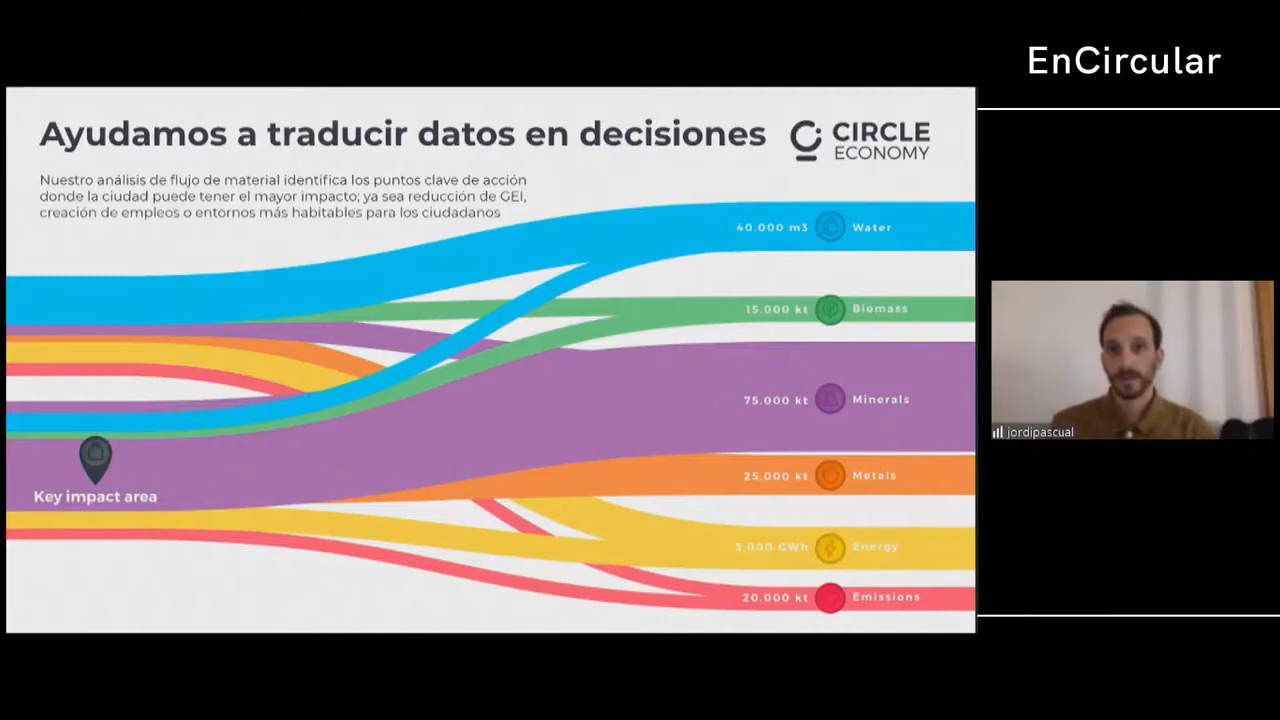 EnCircular
Ayudamos a traducir datos en decisiones
CIRCLE
ECONOMY
Nuestro análisis de flujo de material identifica los puntos clave de acción
donde la ciudad puede tener el mayor impacto; ya sea reducción de GEI,
creación de empleos o entornos más habitables para los ciudadanos
40.000 m3 Water
15.000 kt Biomass
75.000 kt Minerals
25.000 kt Metals
GWh Energy
20.000 kt Emissions
Key impact area
jordipascual